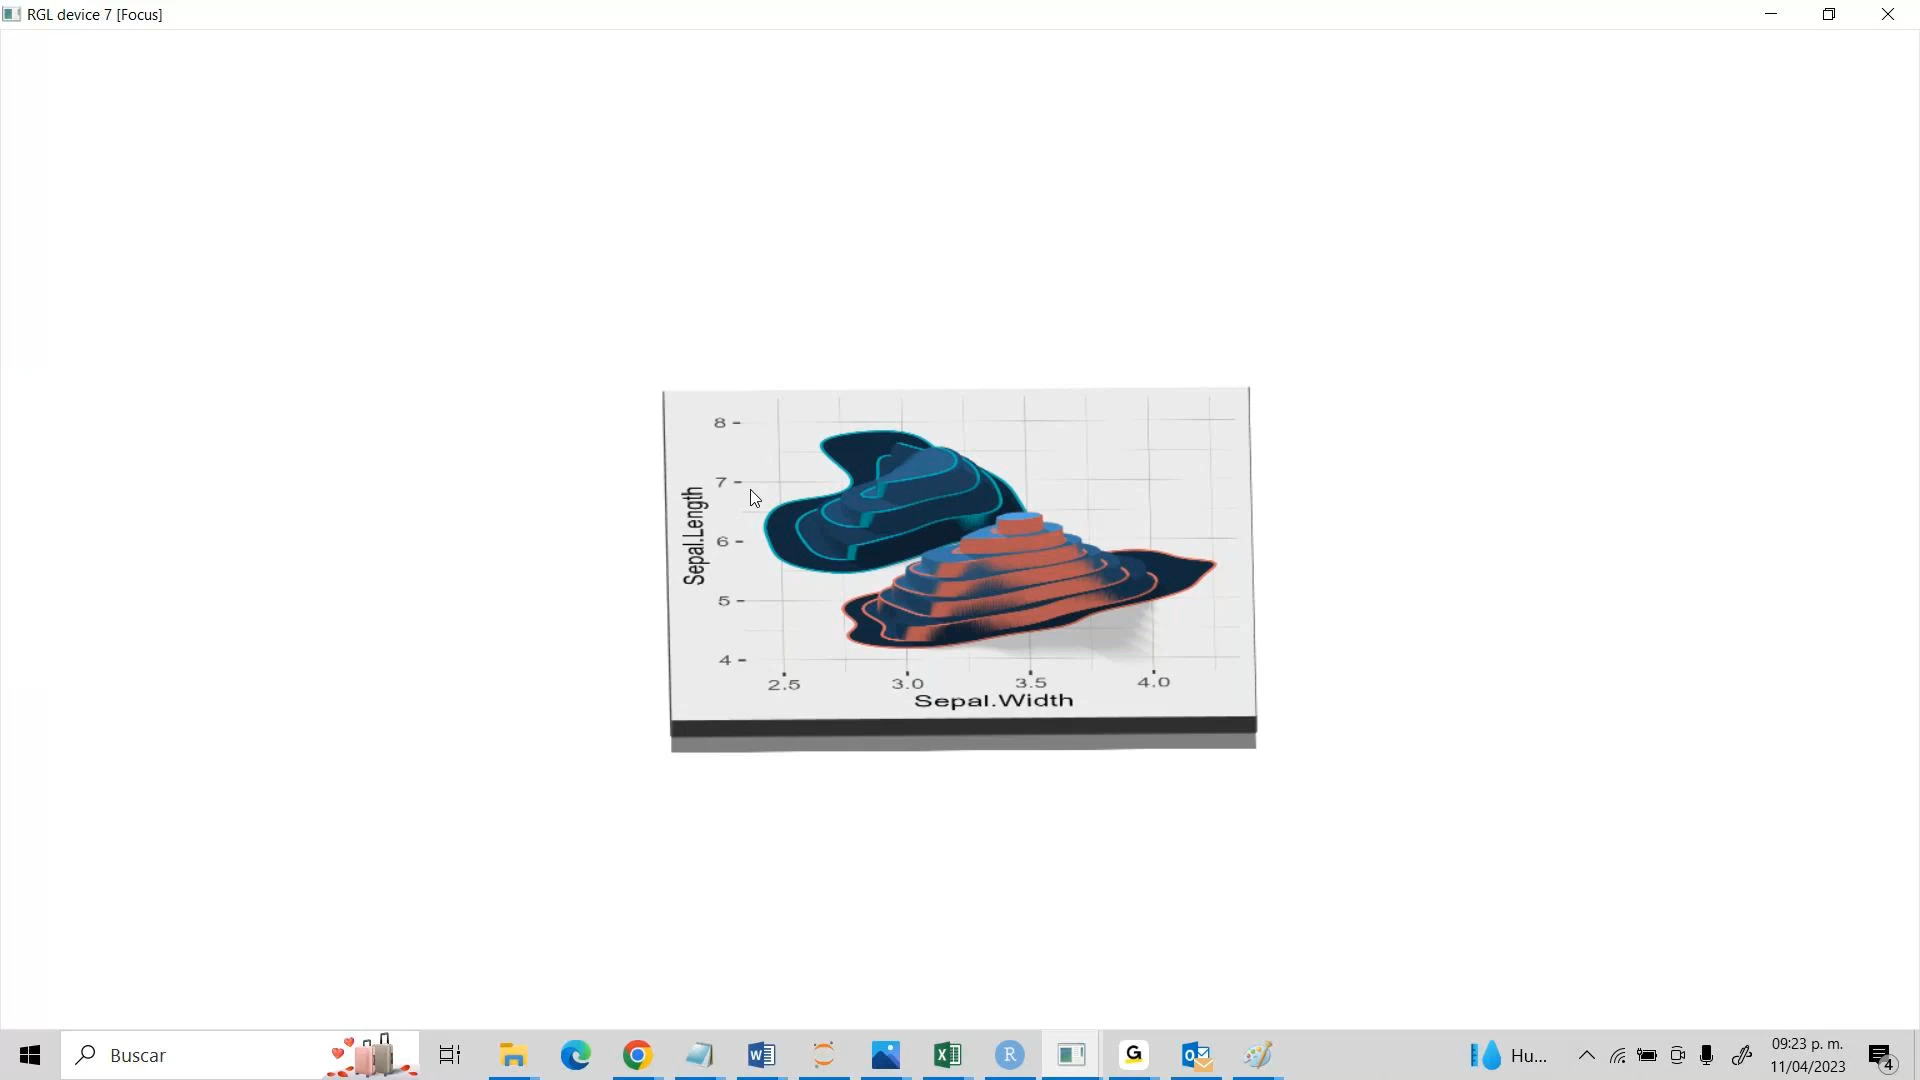 RGL device 7 [Focus]
8
7
6
5
4
Sepal.Length
2.5 3.0 3.5 4.0
Sepal.Width
Buscar
Hu...
09:23 p. m.
11/04/2023
4